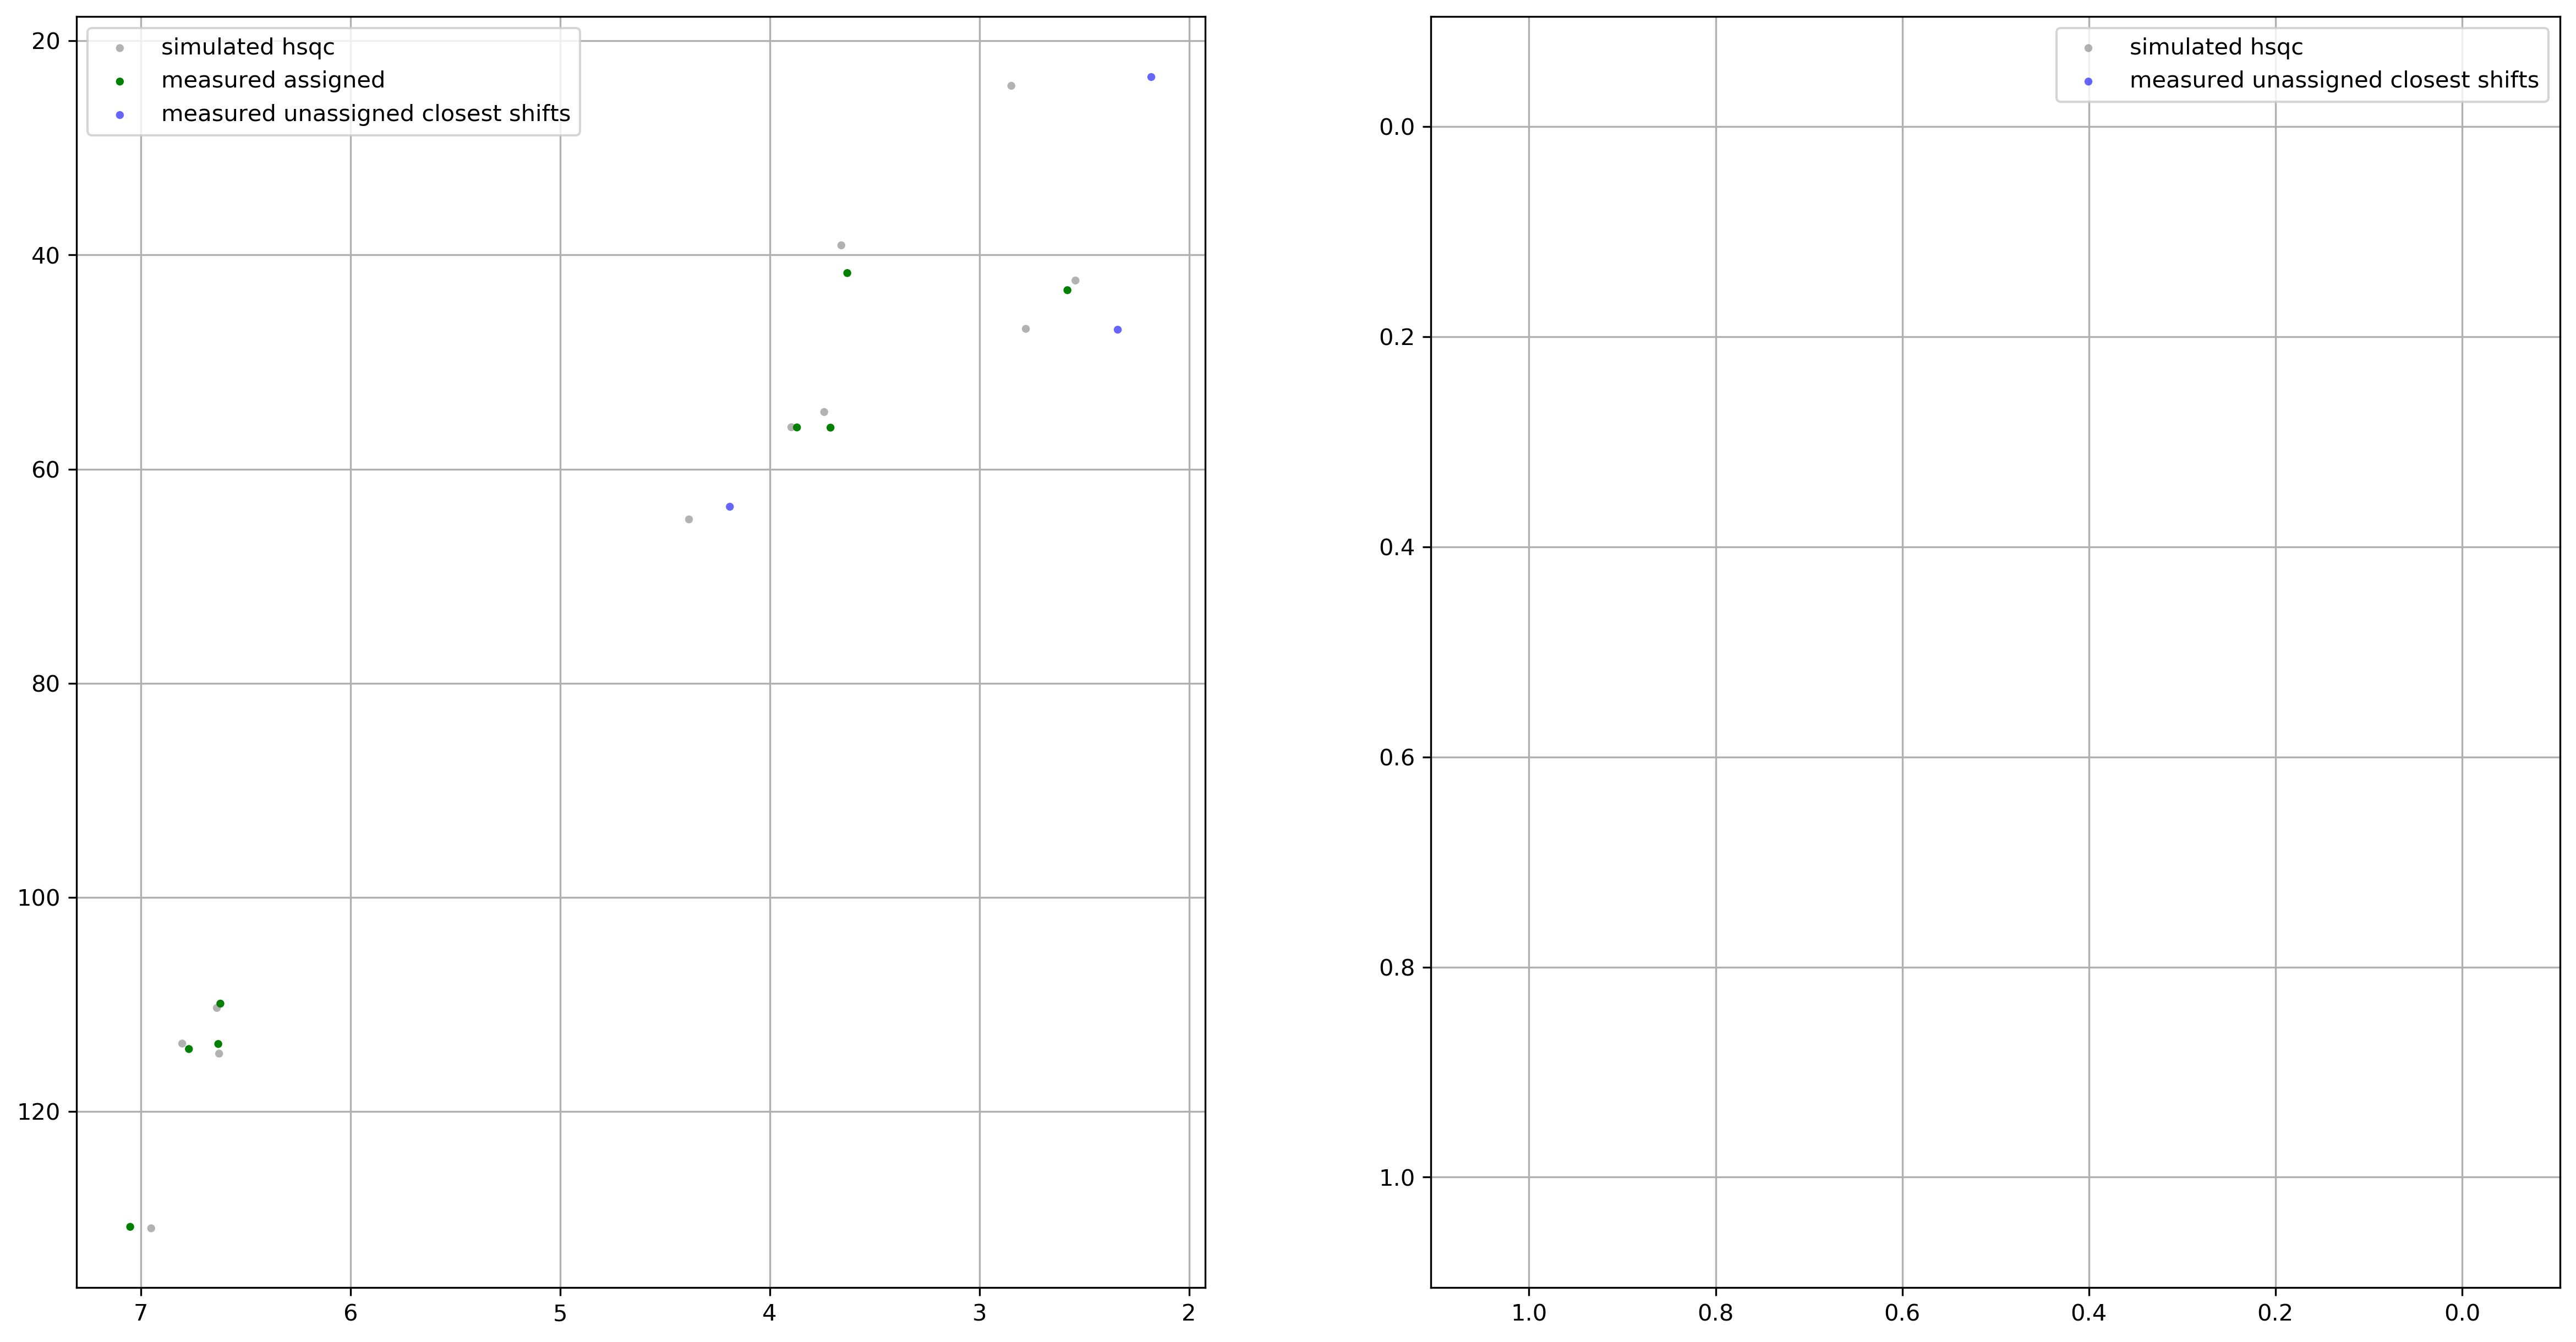 simulated hsqc
measured assigned
measured unassigned closest shifts
20
40
60
80
100
120
7 6 5 4 3 2
simulated hsqc
measured unassigned closest shifts
0.0
0.2
0.4
0.6
0.8
1.0
1.0 0.8 0.6 0.4 0.2 0.0